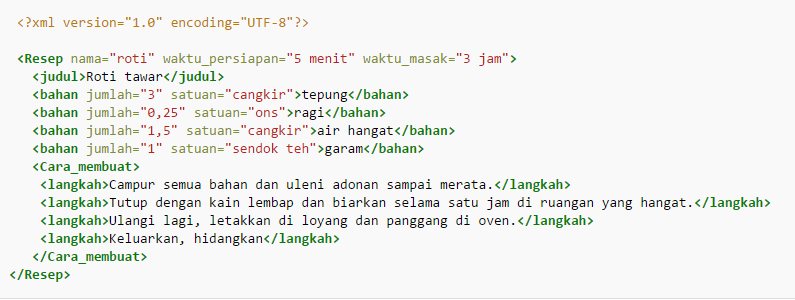 <?xml version="1.0" encoding="UTF-8"?>
<Resep nama="roti" waktu_persiapan="5 menit" waktu_masak="3 jam">
<judul>Roti tawar</judul>
<bahan jumlah="3" satuan="cangkir">tepung</bahan>
<bahan jumlah="0,25" satuan="ons">ragi</bahan>
<bahan jumlah="1,5" satuan="cangkir">air hangat</bahan>
<bahan jumlah="1" satuan="sendok teh">garam</bahan>
<Cara_membuat>
<langkah>Campur semua bahan dan uleni adonan sampai merata.</langkah>
<langkah>Tutup dengan kain lembap dan biarkan selama satu jam di ruangan yang hangat.</langkah>
<langkah>Ulangi lagi, letakkan di loyang dan panggang di oven.</langkah>
<langkah>Keluarkan, hidangkan</langkah>
</Cara_membuat>
</Resep>